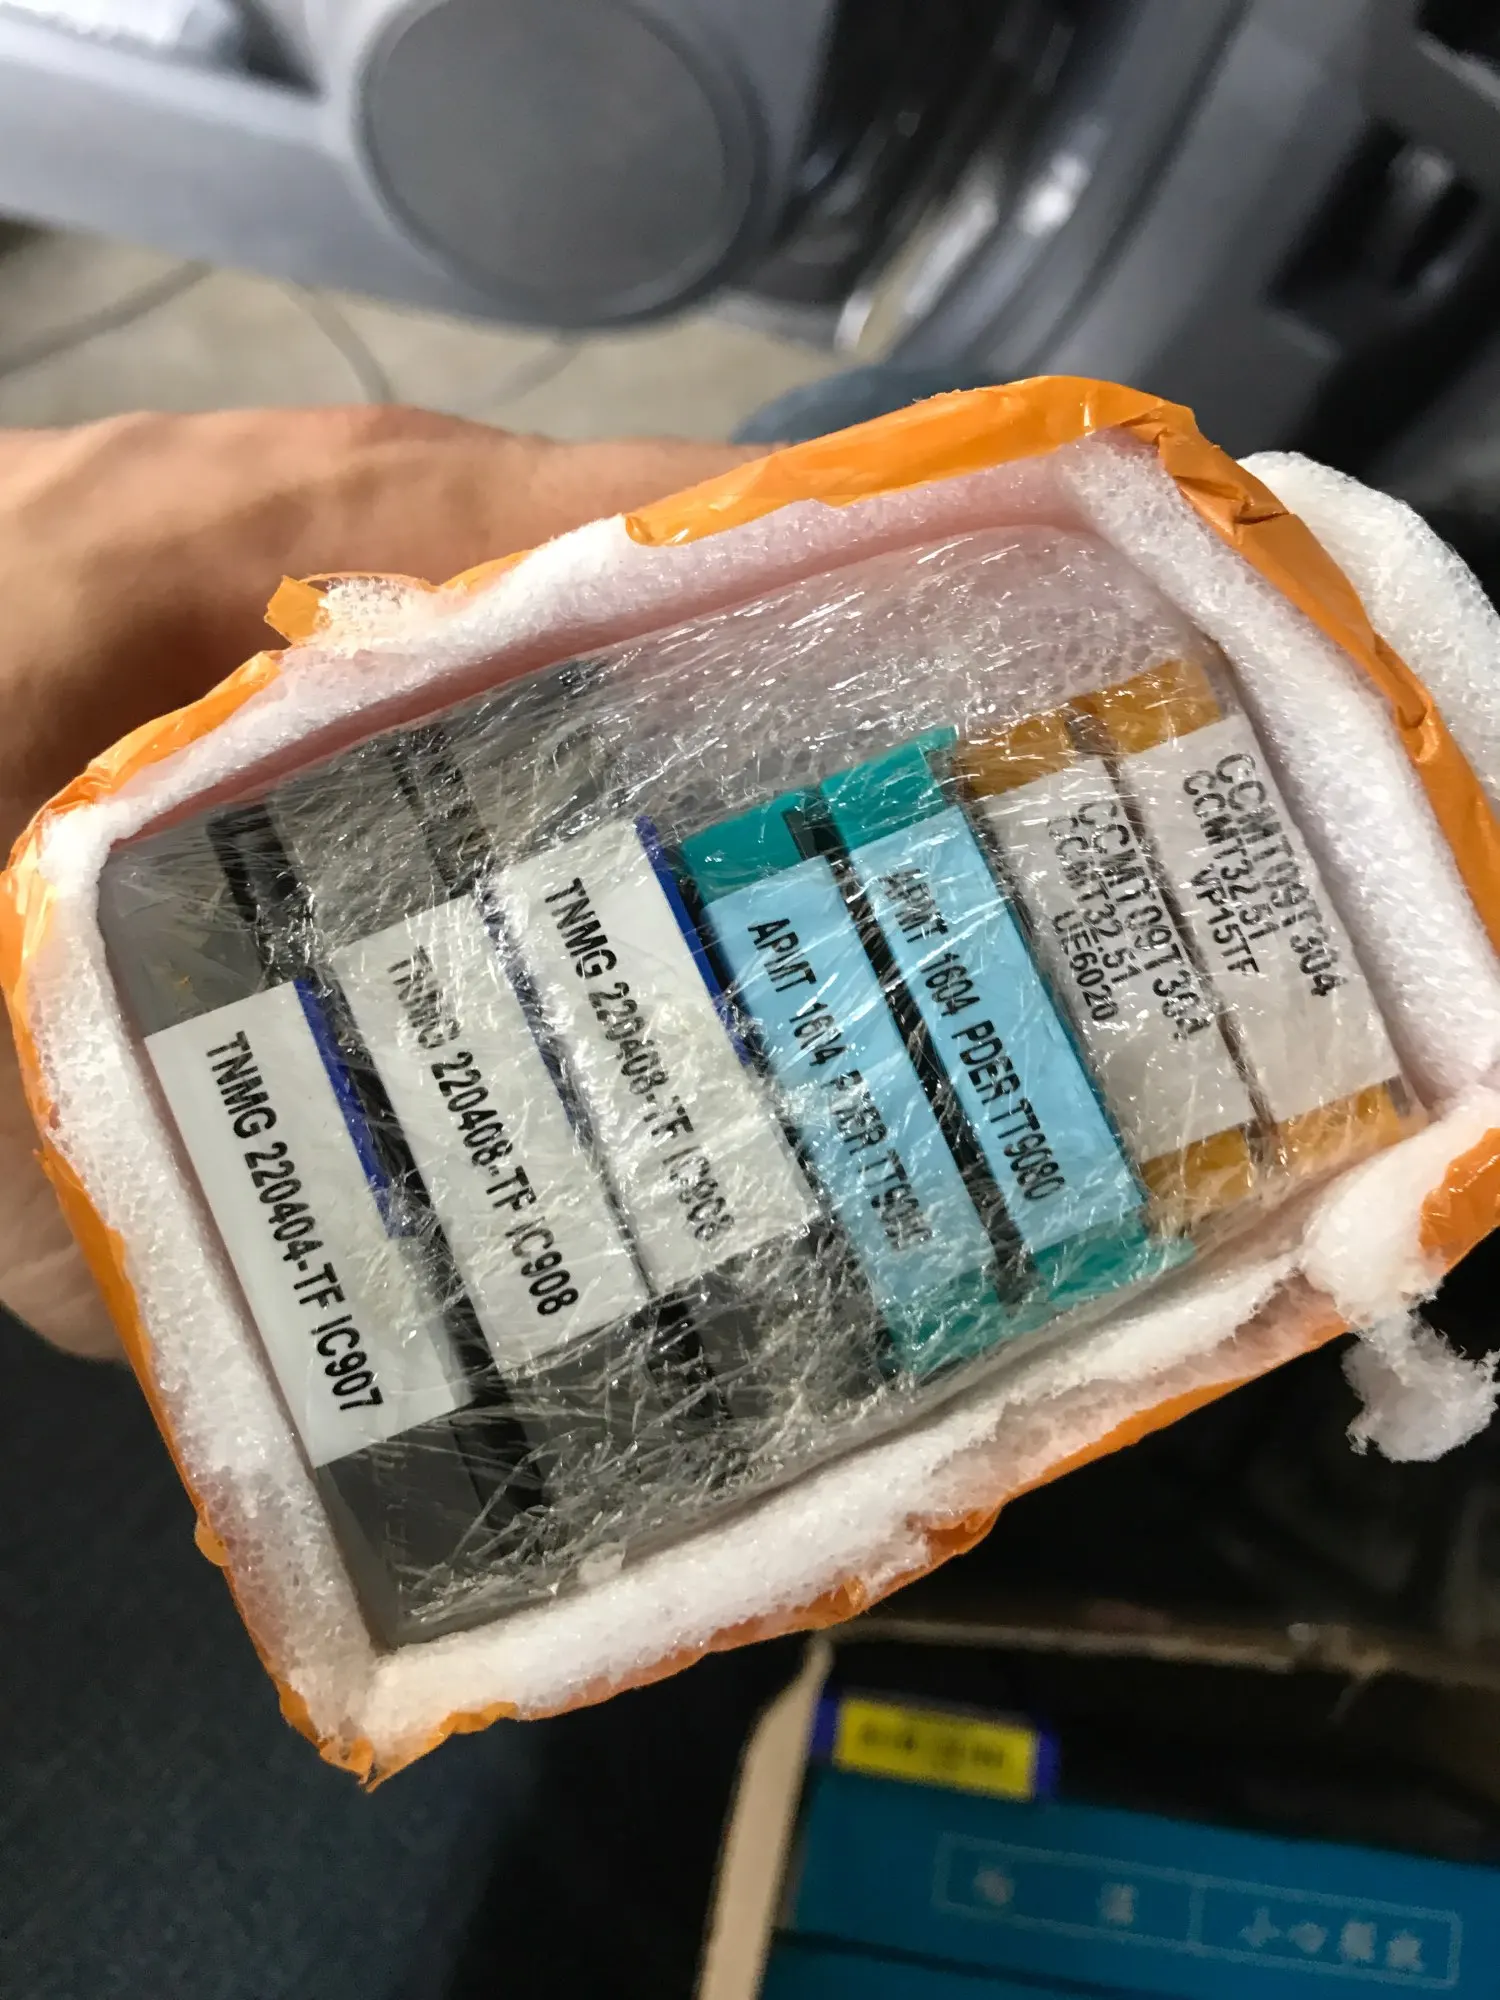 TNMG 220404-TF IC907
TNMG 220408-TF IC908
TNMG 220408-TF IC908
APMT 1604 PDER TT9080
APMT 1604 PDER TT9080
CCMT09T304
CCMT32.51
UE6020
CCMT09T304
CCMT32.51
VP15TF